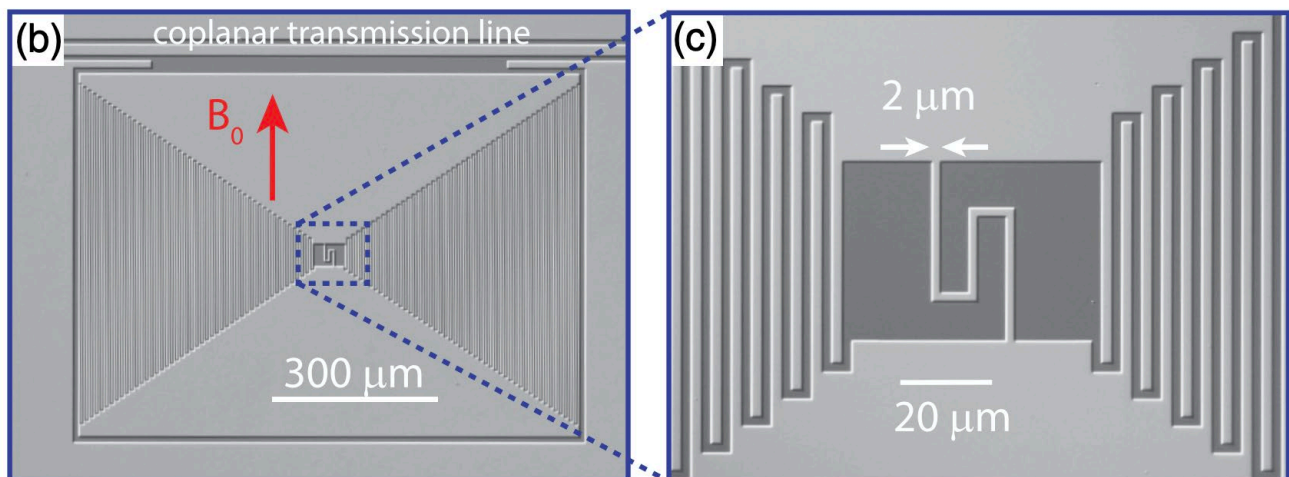 (b)
coplanar transmission line
B₀
300 μm
(c)
2 μm
20 μm